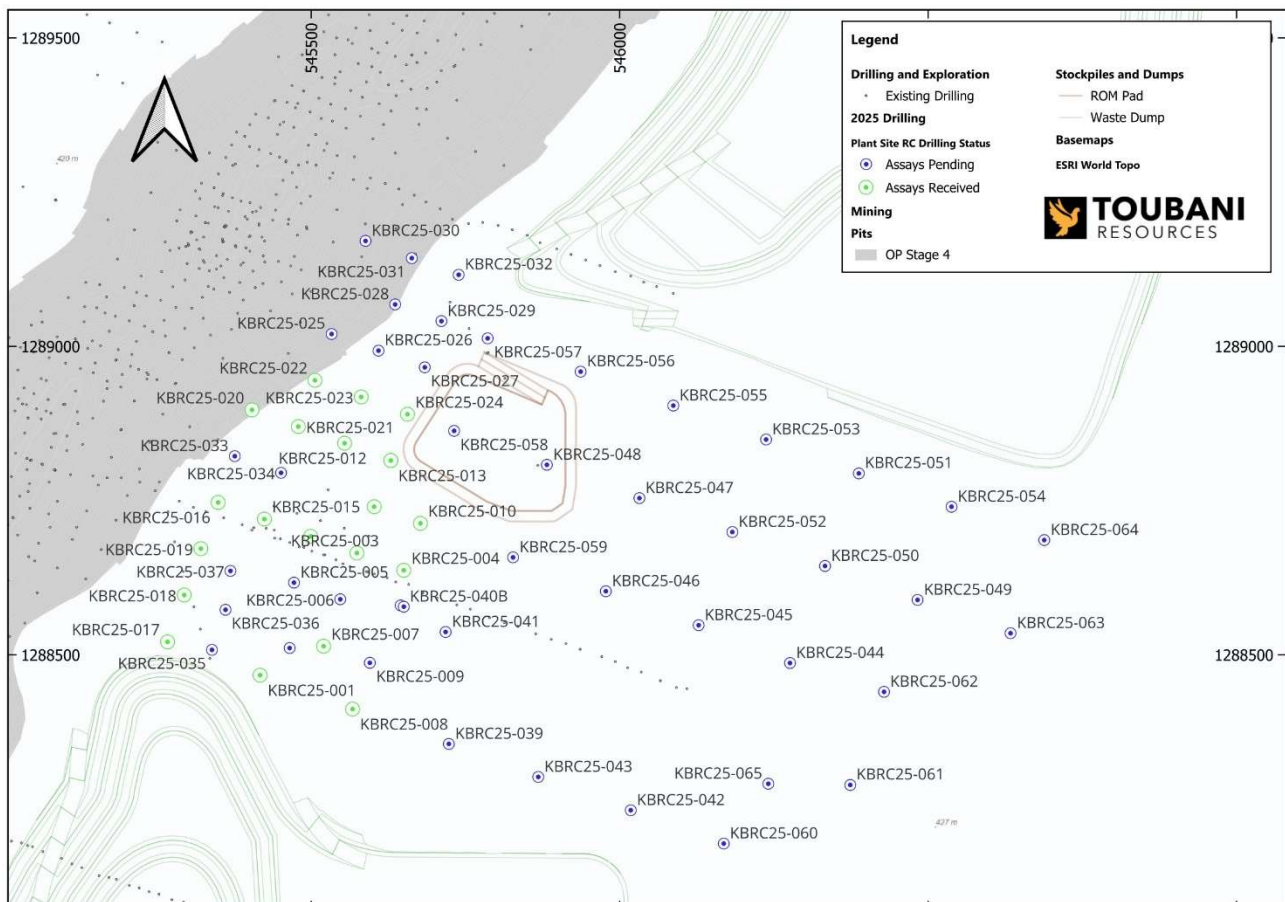 1289500
545500
546000
Legend
Drilling and Exploration
Existing Drilling
2025 Drilling
Plant Site RC Drilling Status
Assays Pending
Assays Received
Mining
Pits
OP Stage 4
Stockpiles and Dumps
ROM Pad
Waste Dump
Basemaps
ESRI World Topo
TOUBANI
RESOURCES
420 m
KBRC25-030
KBRC25-031
KBRC25-032
KBRC25-028
KBRC25-029
KBRC25-025
KBRC25-026
1289000
KBRC25-057
KBRC25-056
1289000
KBRC25-022
KBRC25-027
KBRC25-020
KBRC25-023
KBRC25-024
KBRC25-055
KBRC25-021
KBRC25-053
KBRC25-033
KBRC25-012
KBRC25-058
KBRC25-048
KBRC25-051
KBRC25-034
KBRC25-013
KBRC25-047
KBRC25-054
KBRC25-016
KBRC25-015
KBRC25-010
KBRC25-052
KBRC25-064
KBRC25-003
KBRC25-019
KBRC25-004
KBRC25-059
KBRC25-050
KBRC25-037
KBRC25-005
KBRC25-046
KBRC25-049
KBRC25-018
KBRC25-006
KBRC25-040B
KBRC25-045
KBRC25-063
KBRC25-036
KBRC25-041
KBRC25-017
KBRC25-007
KBRC25-044
1288500
KBRC25-035
KBRC25-009
1288500
KBRC25-001
KBRC25-062
KBRC25-008
KBRC25-039
KBRC25-043
KBRC25-065
KBRC25-061
KBRC25-042
427 m
KBRC25-060